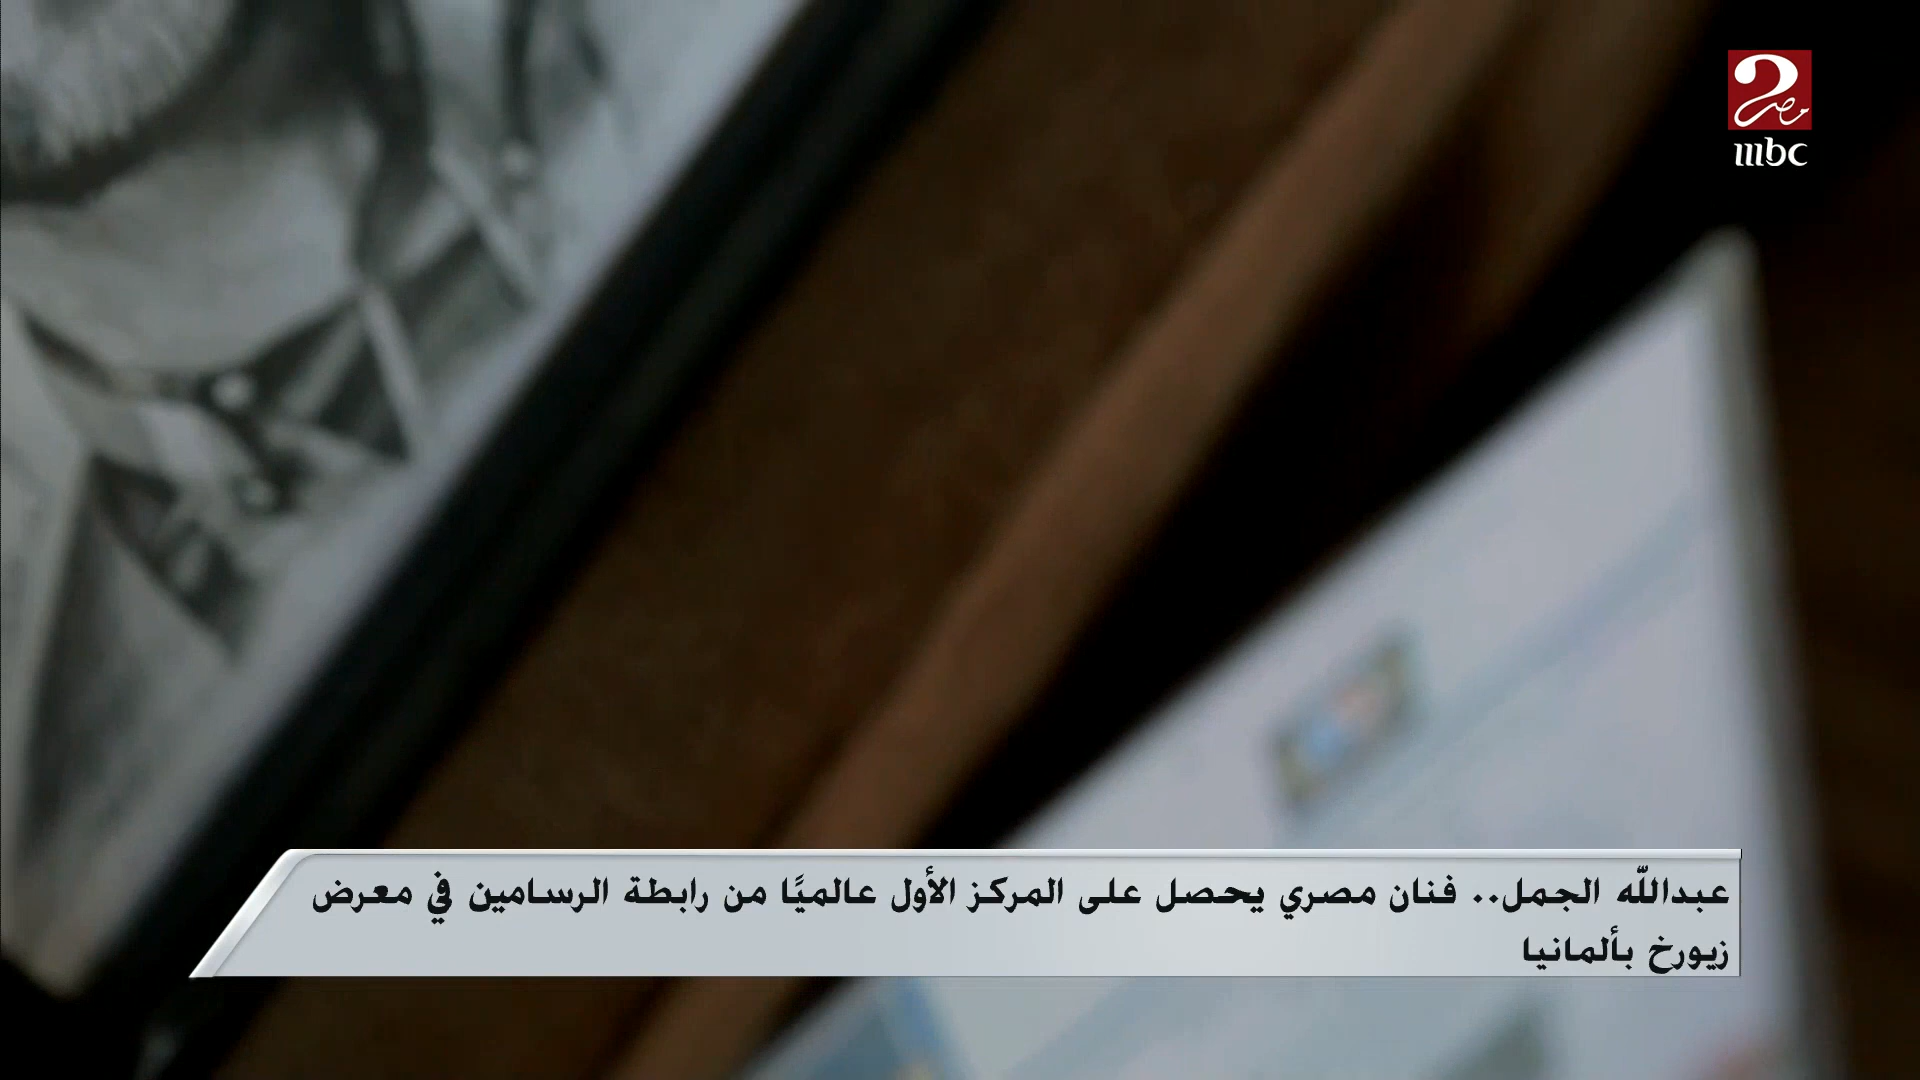 مصر
mbc
عبدالله الجمل.. فنان مصري يحصل على المركز الأول عالميًا من رابطة الرسامين في معرض
زيورخ بألمانيا